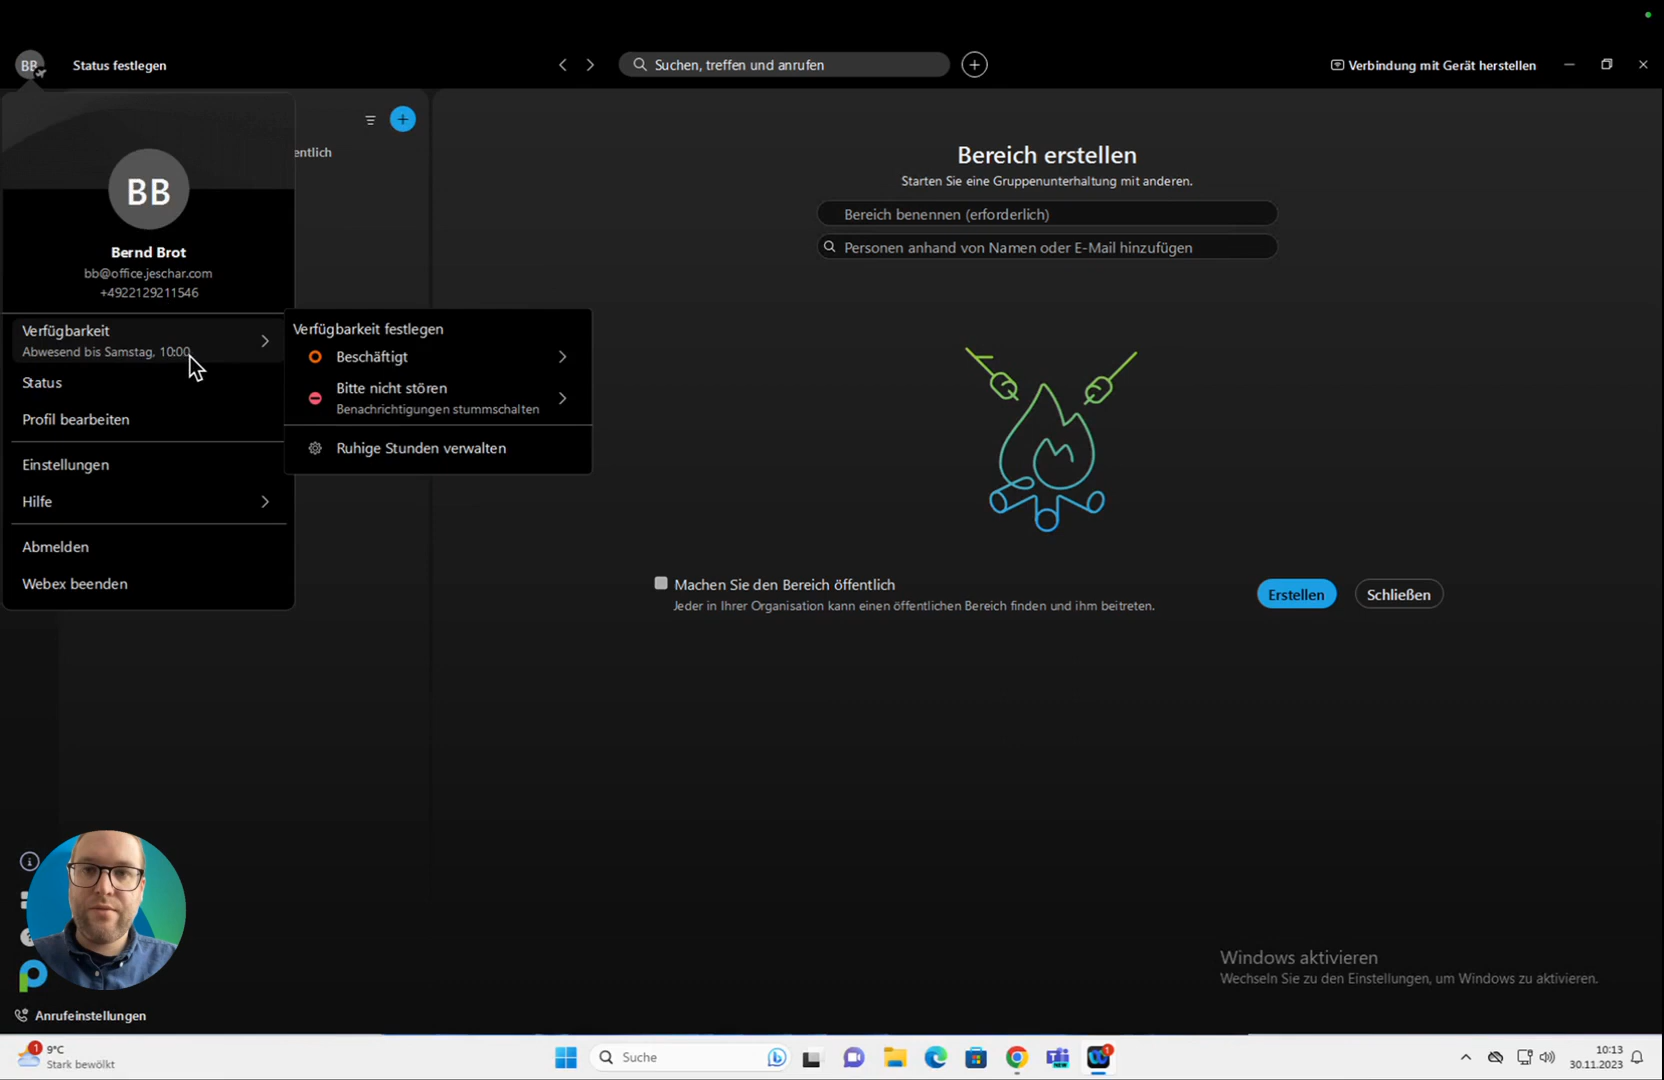 BB
Status festlegen
Suchen, treffen und anrufen
Verbindung mit Gerät herstellen
entlich
BB
Bernd Brot
bb@office.jeschar.com
+4922129211546
Verfügbarkeit
Abwesend bis Samstag, 10:00
Status
Profil bearbeiten
Einstellungen
Hilfe
Abmelden
Webex beenden
Verfügbarkeit festlegen
Beschäftigt
Bitte nicht stören
Benachrichtigungen stummschalten
Ruhige Stunden verwalten
Bereich erstellen
Starten Sie eine Gruppenunterhaltung mit anderen.
Bereich benennen (erforderlich)
Personen anhand von Namen oder E-Mail hinzufügen
Machen Sie den Bereich öffentlich
Jeder in Ihrer Organisation kann einen öffentlichen Bereich finden und ihm beitreten.
Erstellen
Schließen
Windows aktivieren
Wechseln Sie zu den Einstellungen, um Windows zu aktivieren.
Anrufeinstellungen
1
9°C
Stark bewölkt
Suche
NEW
1
10:13
30.11.2023